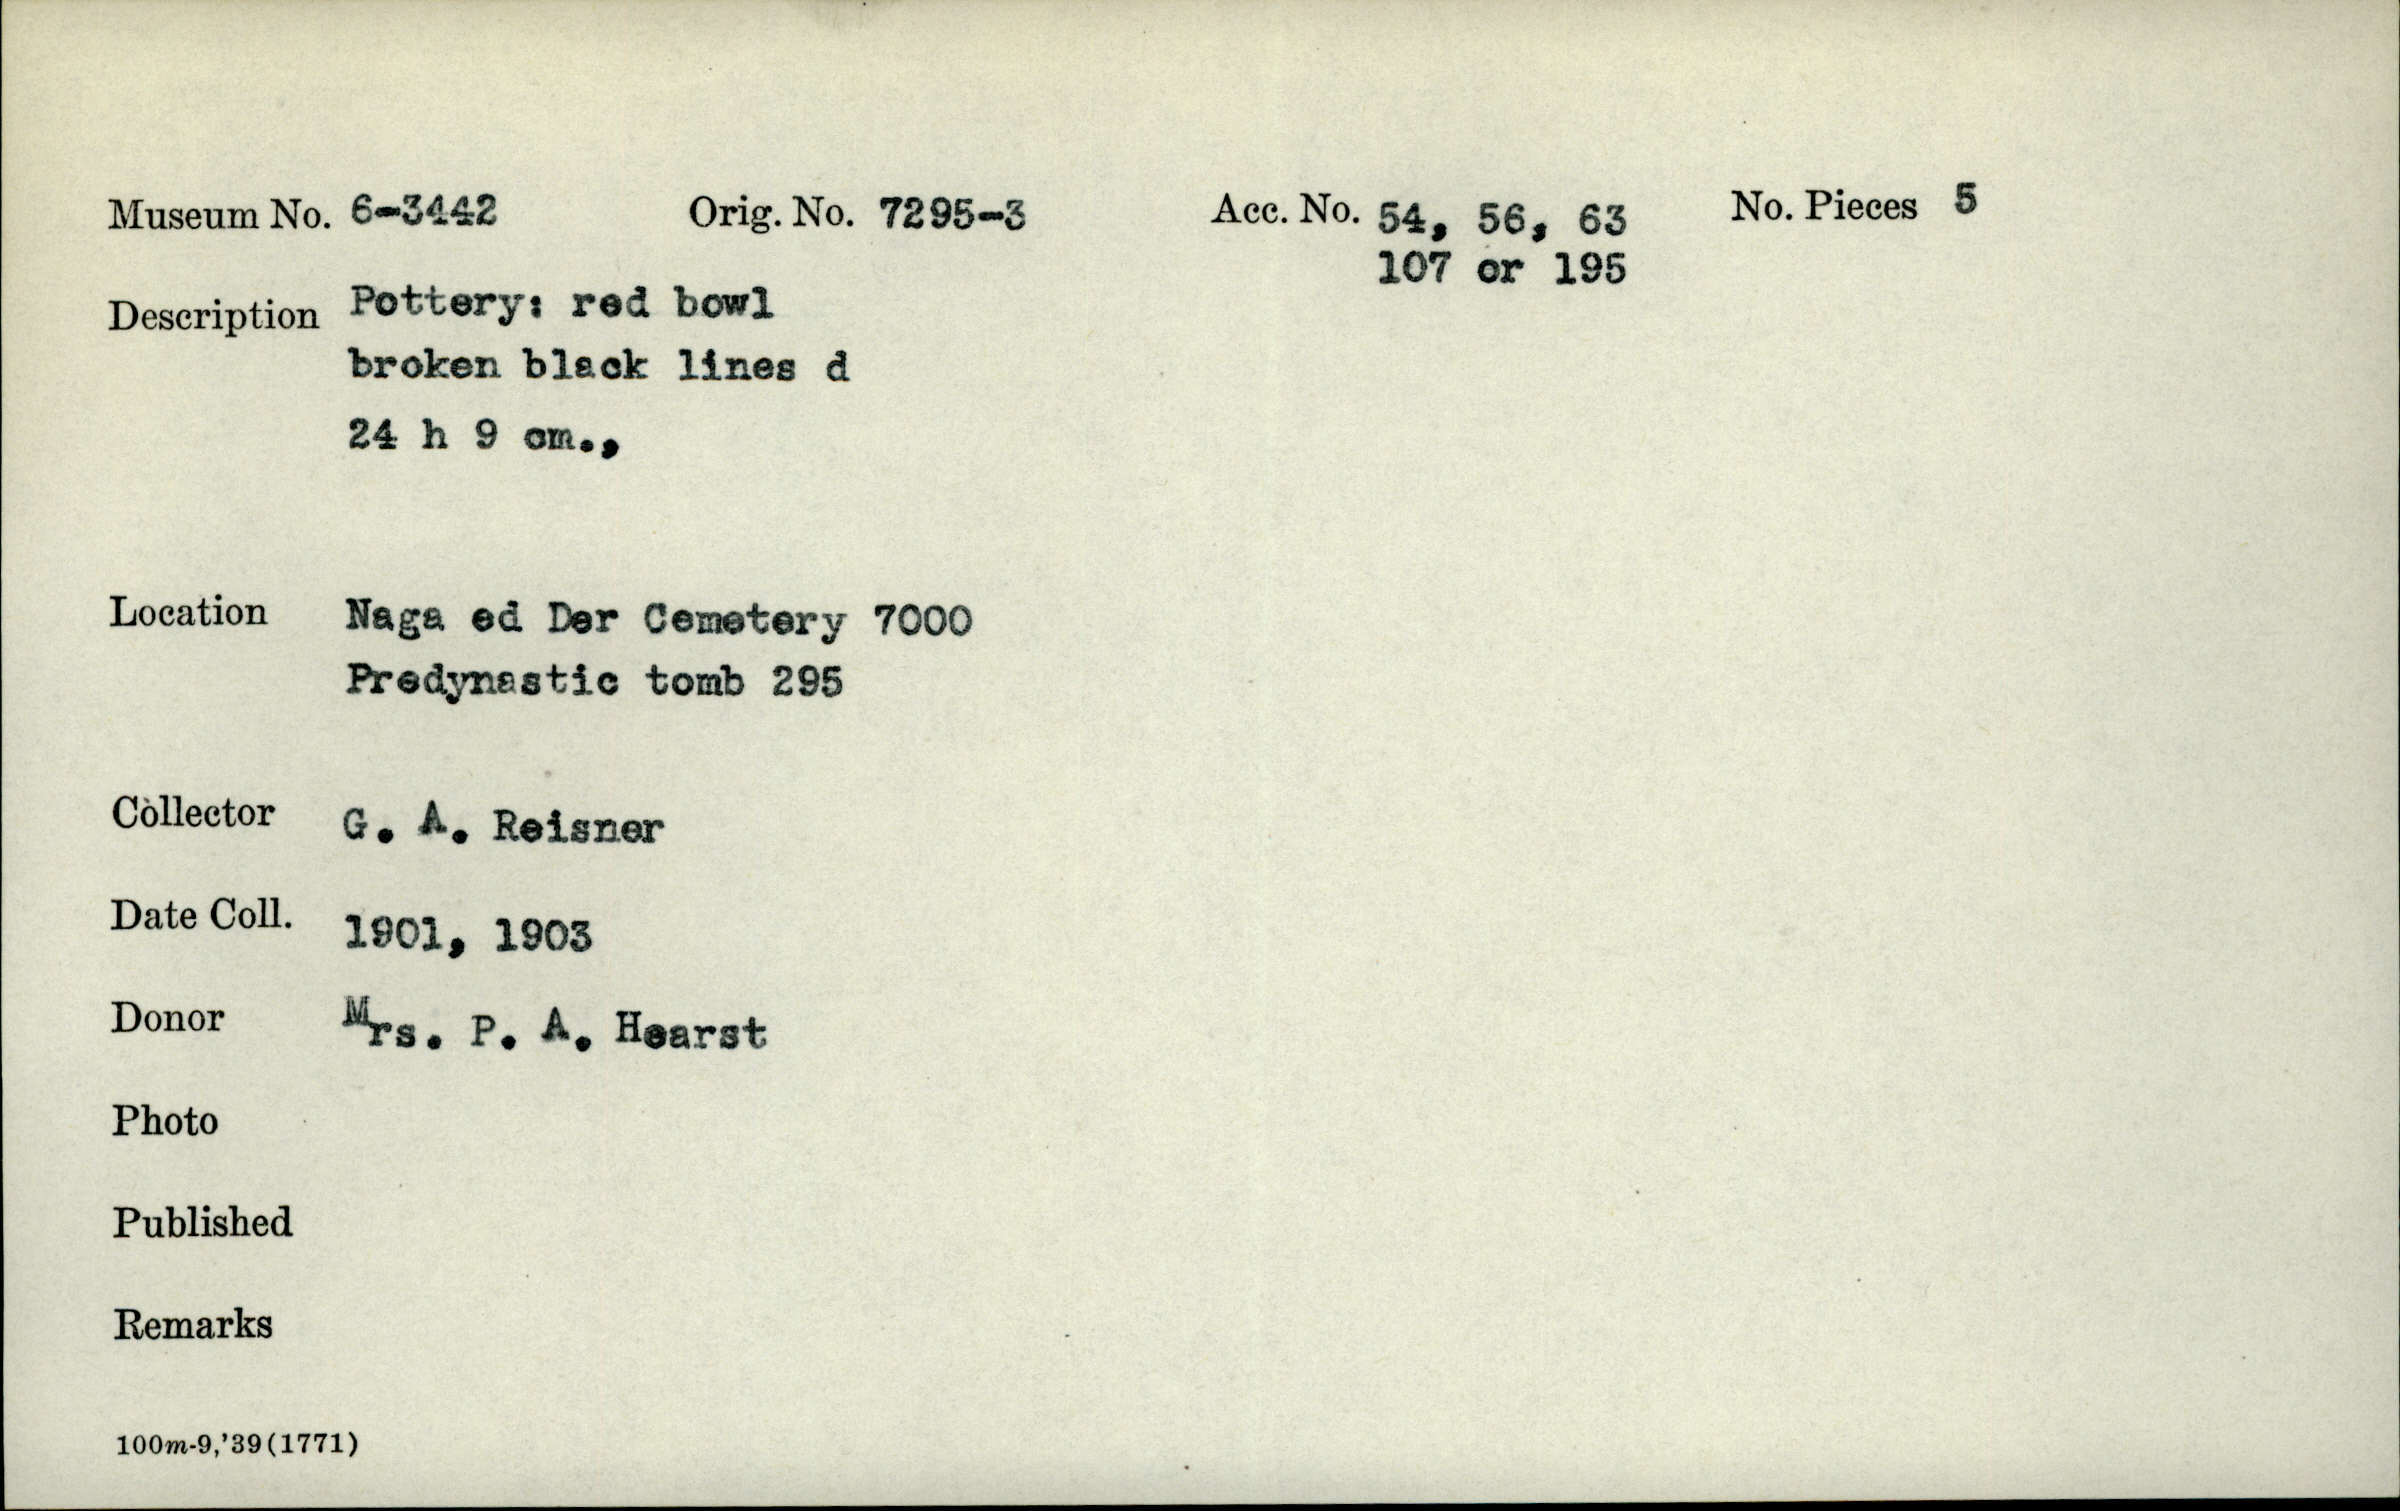 Museum No. 6-3442 Orig. No. 7295-3 Acc. No. 54, 56, 63 No. Pieces 5
107 or 195
Description Pottery: red bowl
broken black lines d
24 h 9 cm.,
Location Naga ed Der Cemetery 7000
Predynastic tomb 295
Collector G. A. Reisner
Date Coll. 1901, 1903
Donor Mrs. P. A. Hearst
Photo
Published
Remarks
100m-9,'39(1771)